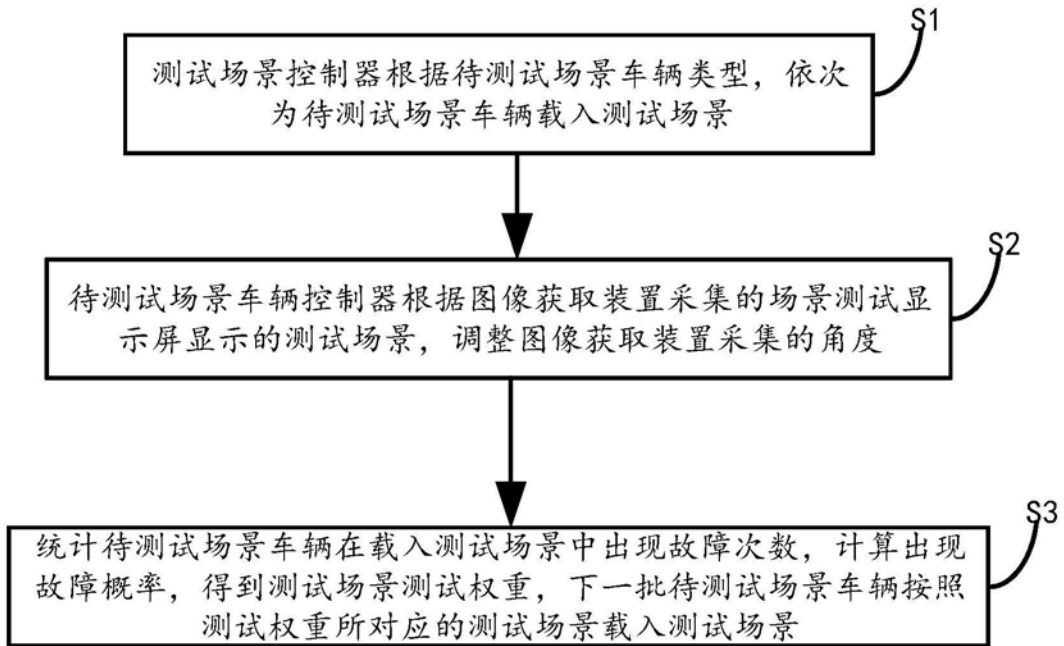 S1
测试场景控制器根据待测试场景车辆类型，依次
为待测试场景车辆载入测试场景
S2
待测试场景车辆控制器根据图像获取装置采集的场景测试显
示屏显示的测试场景，调整图像获取装置采集的角度
S3
统计待测试场景车辆在载入测试场景中出现故障次数，计算出现
故障概率，得到测试场景测试权重，下一批待测试场景车辆按照
测试权重所对应的测试场景载入测试场景